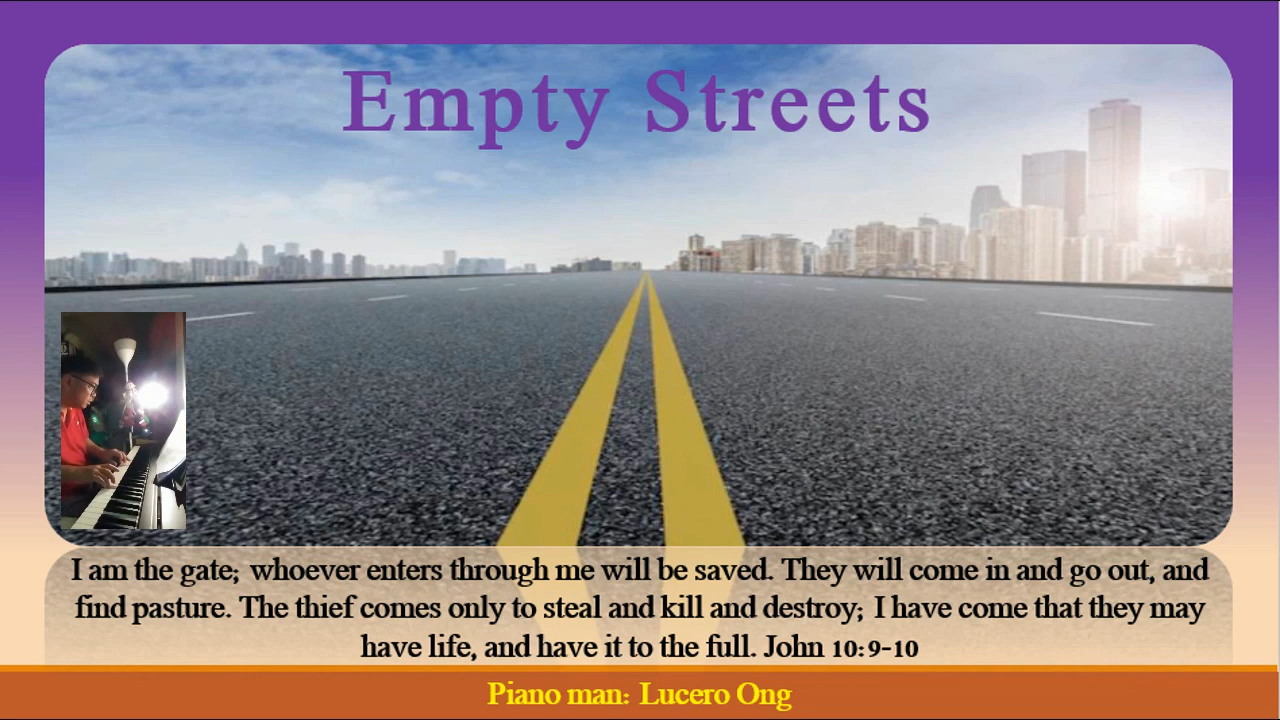 Empty Streets
I am the gate; whoever enters through me will be saved. They will come in and go out, and
find pasture. The thief comes only to steal and kill and destroy; I have come that they may
have life, and have it to the full. John 10:9-10
Piano man: Lucero Ong